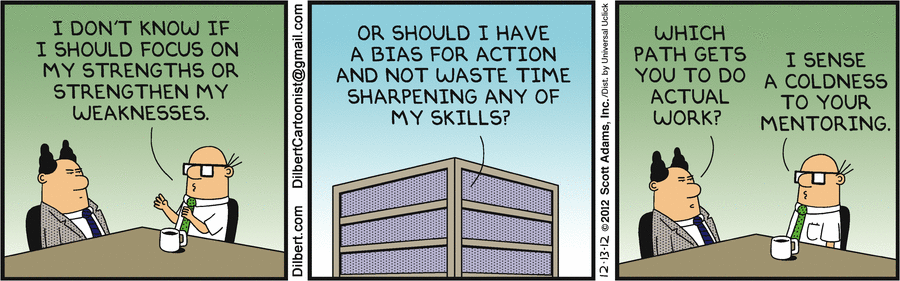 I DON'T KNOW IF
I SHOULD FOCUS ON
MY STRENGTHS OR
STRENGTHEN MY
WEAKNESSES.
Dilbert.com DilbertCartoonist@gmail.com
OR SHOULD I HAVE
A BIAS FOR ACTION
AND NOT WASTE TIME
SHARPENING ANY OF
MY SKILLS?
12-13-12 ©2012 Scott Adams, Inc./Dist. by Universal Uclick
WHICH
PATH GETS
YOU TO DO
ACTUAL
WORK?
I SENSE
A COLDNESS
TO YOUR
MENTORING.